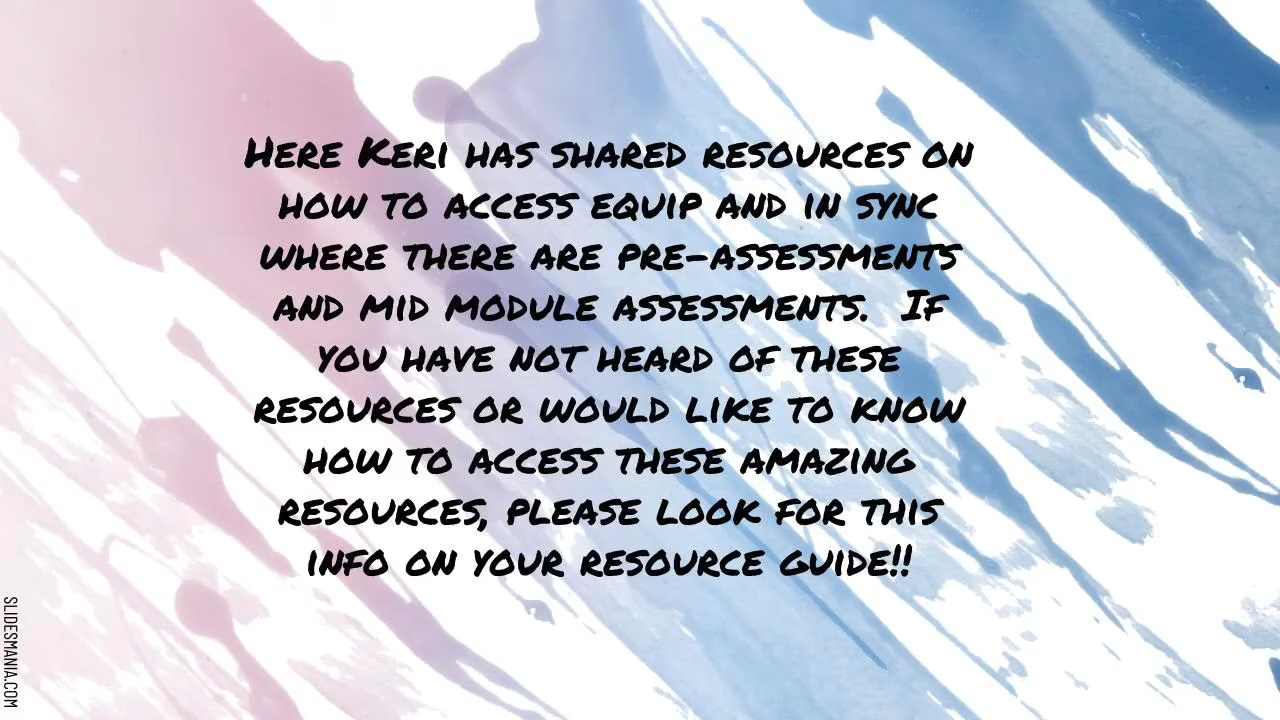 Here Keri has shared resources on
how to access equip and in sync
where there are pre-assessments
and mid module assessments.  If
you have not heard of these
resources or would like to know
how to access these amazing
resources, please look for this
info on your resource guide!!
SLIDESMANIA.COM